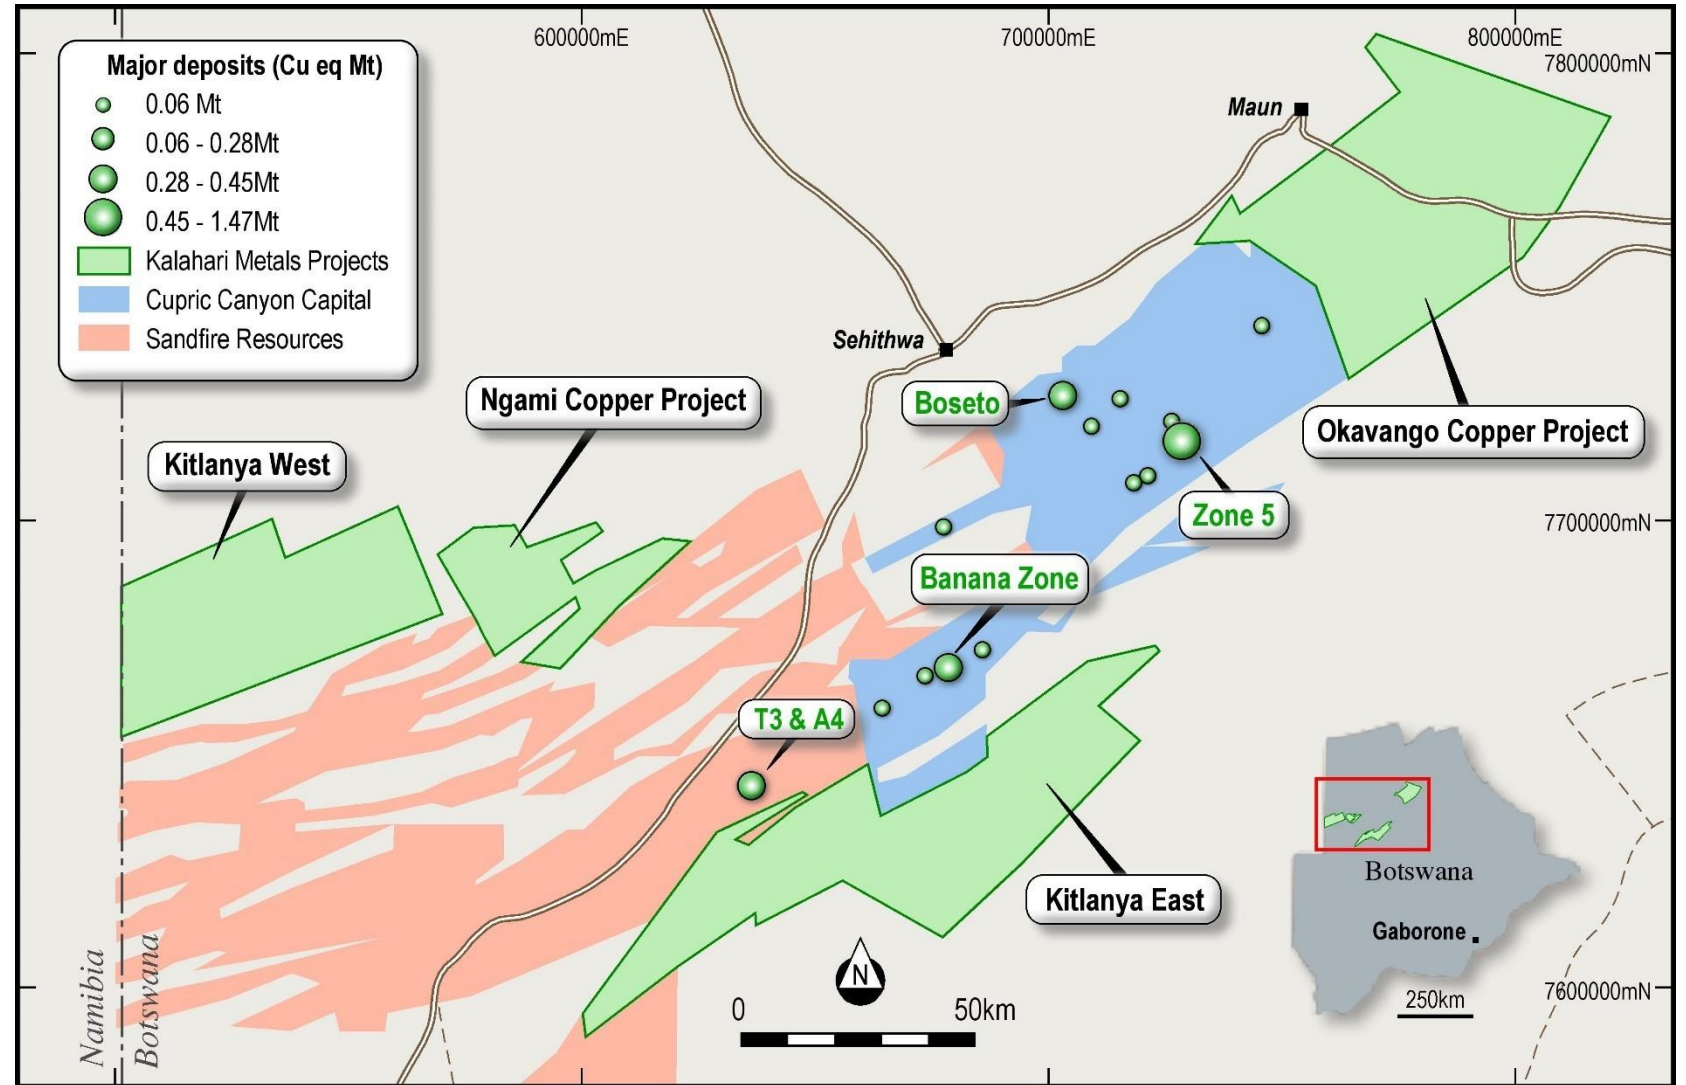 600000mE
700000mE
800000mE
7800000mN
Major deposits (Cu eq Mt)
0.06 Mt
0.06 - 0.28Mt
0.28 - 0.45Mt
0.45 - 1.47Mt
Kalahari Metals Projects
Cupric Canyon Capital
Sandfire Resources
Maun
Sehithwa
Ngami Copper Project
Boseto
Okavango Copper Project
Kitlanya West
Zone 5
7700000mN
Banana Zone
T3 & A4
Kitlanya East
Botswana
Gaborone
250km
Namibia
Botswana
N
0 50km
7600000mN